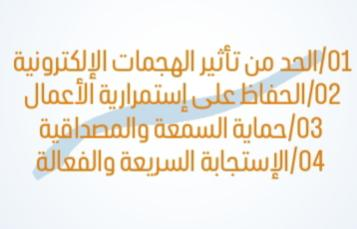 01/الحد من تأثير الهجمات الإلكترونية
02/الحفاظ على إستمرارية الأعمال
03/حماية السمعة والمصداقية
04/الإستجابة السريعة والفعالة